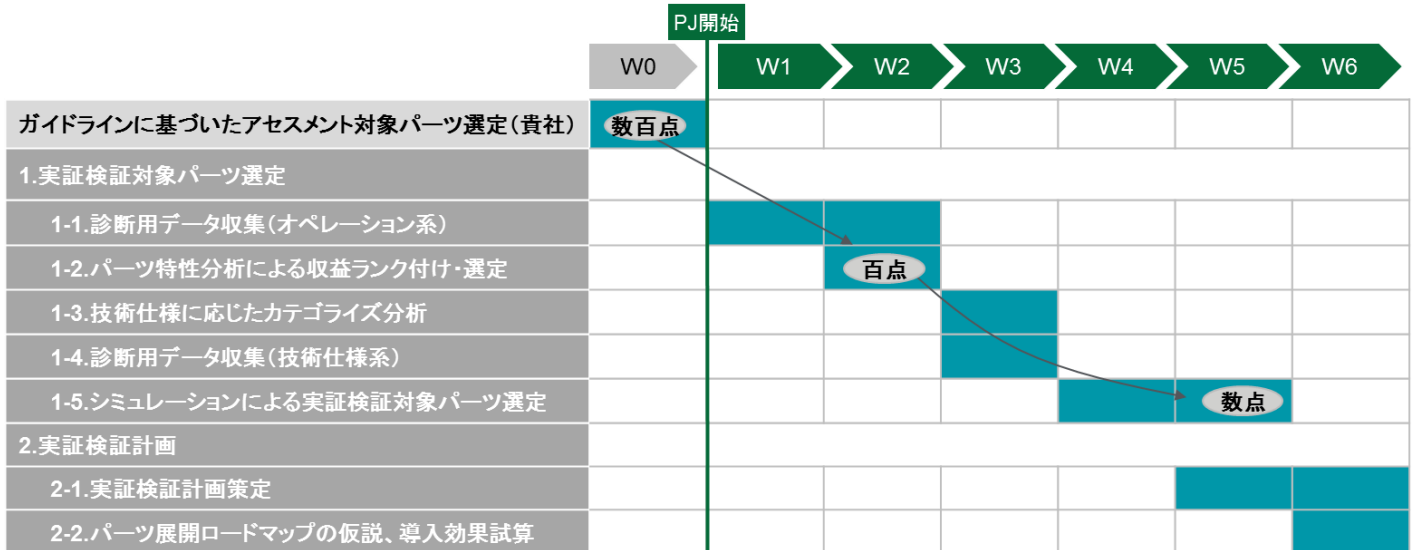 PJ開始
W0 W1 W2 W3 W4 W5 W6
ガイドラインに基づいたアセスメント対象パーツ選定(貴社) 数百点
1.実証検証対象パーツ選定
1-1.診断用データ収集(オペレーション系)
1-2.パーツ特性分析による収益ランク付け・選定 百点
1-3.技術仕様に応じたカテゴライズ分析
1-4.診断用データ収集(技術仕様系)
1-5.シミュレーションによる実証検証対象パーツ選定 数点
2.実証検証計画
2-1.実証検証計画策定
2-2.パーツ展開ロードマップの仮説、導入効果試算